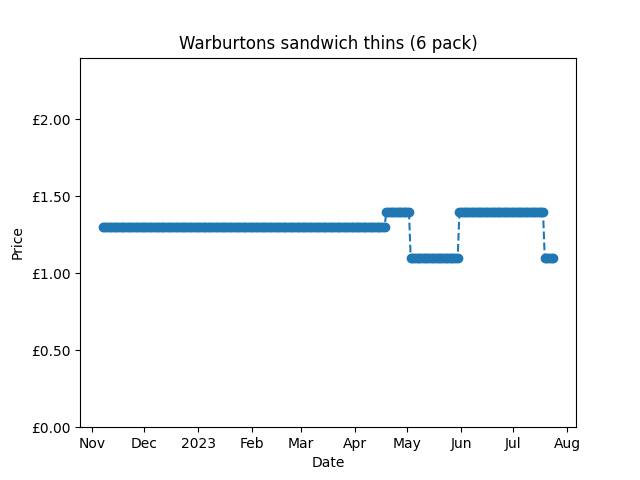 Warburtons sandwich thins (6 pack)
£2.00
£1.50
£1.00
£0.50
£0.00
Price
Nov Dec 2023 Feb Mar Apr May Jun Jul Aug
Date